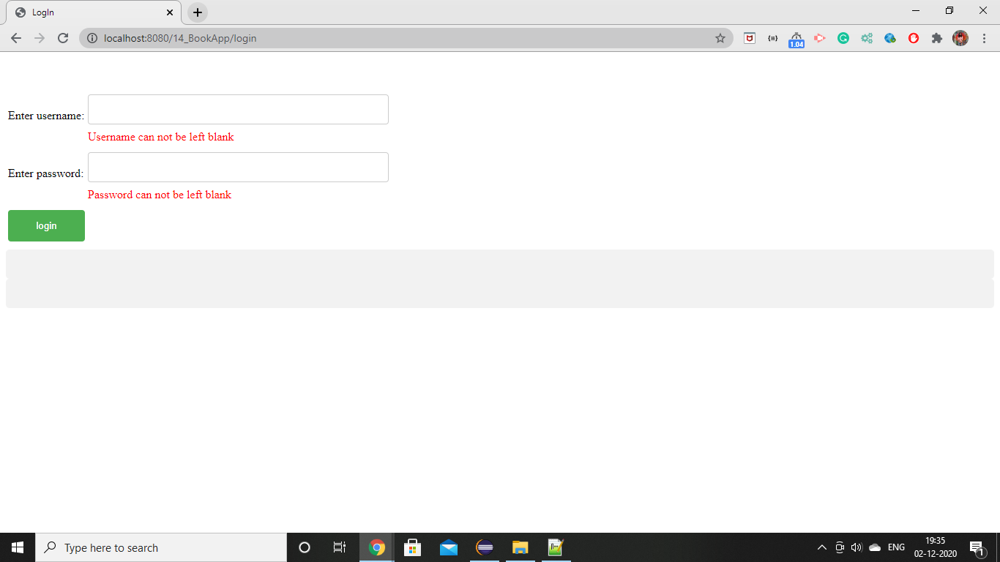 LogIn
localhost:8080/14_BookApp/login
1.04
Enter username:
Username can not be left blank
Enter password:
Password can not be left blank
login
Type here to search
ENG
19:35
02-12-2020
1